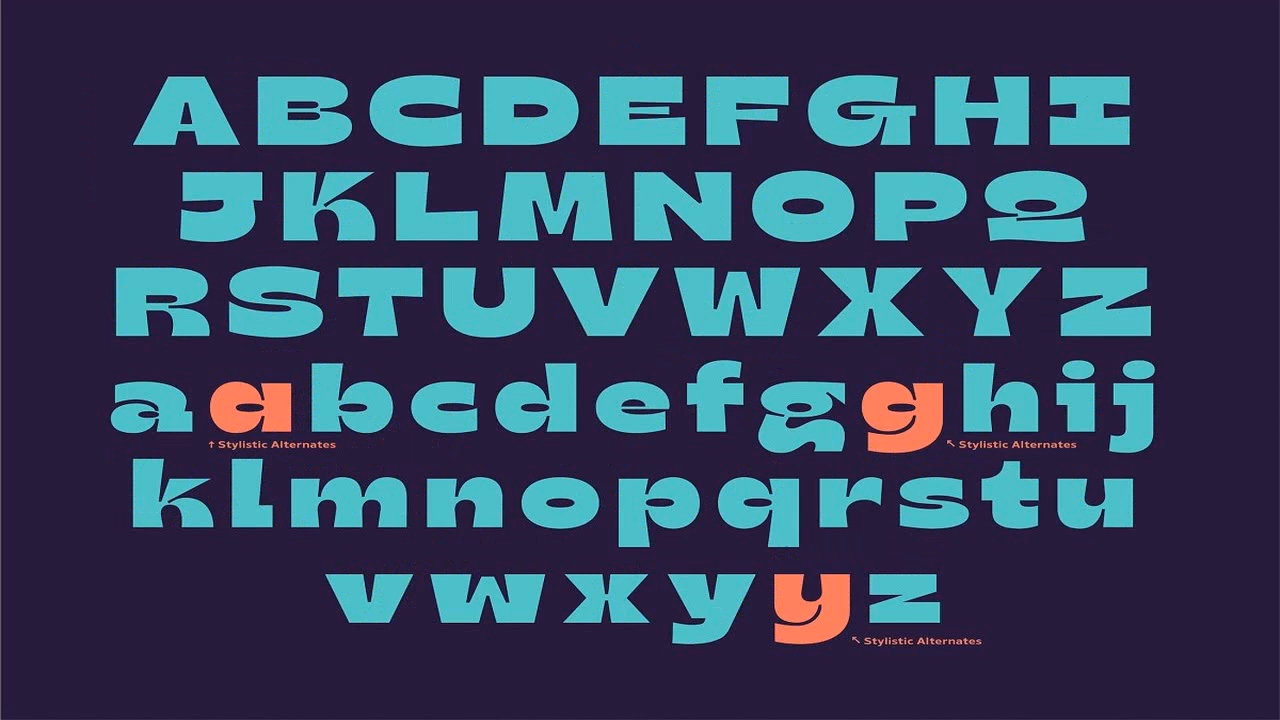 ABCDEFGHI
JKLMNOPQ
RSTUVWXYZ
aabcdefgghij
↑ Stylistic Alternates
↖ Stylistic Alternates
klmnopqrstu
vwxyyz
↖ Stylistic Alternates